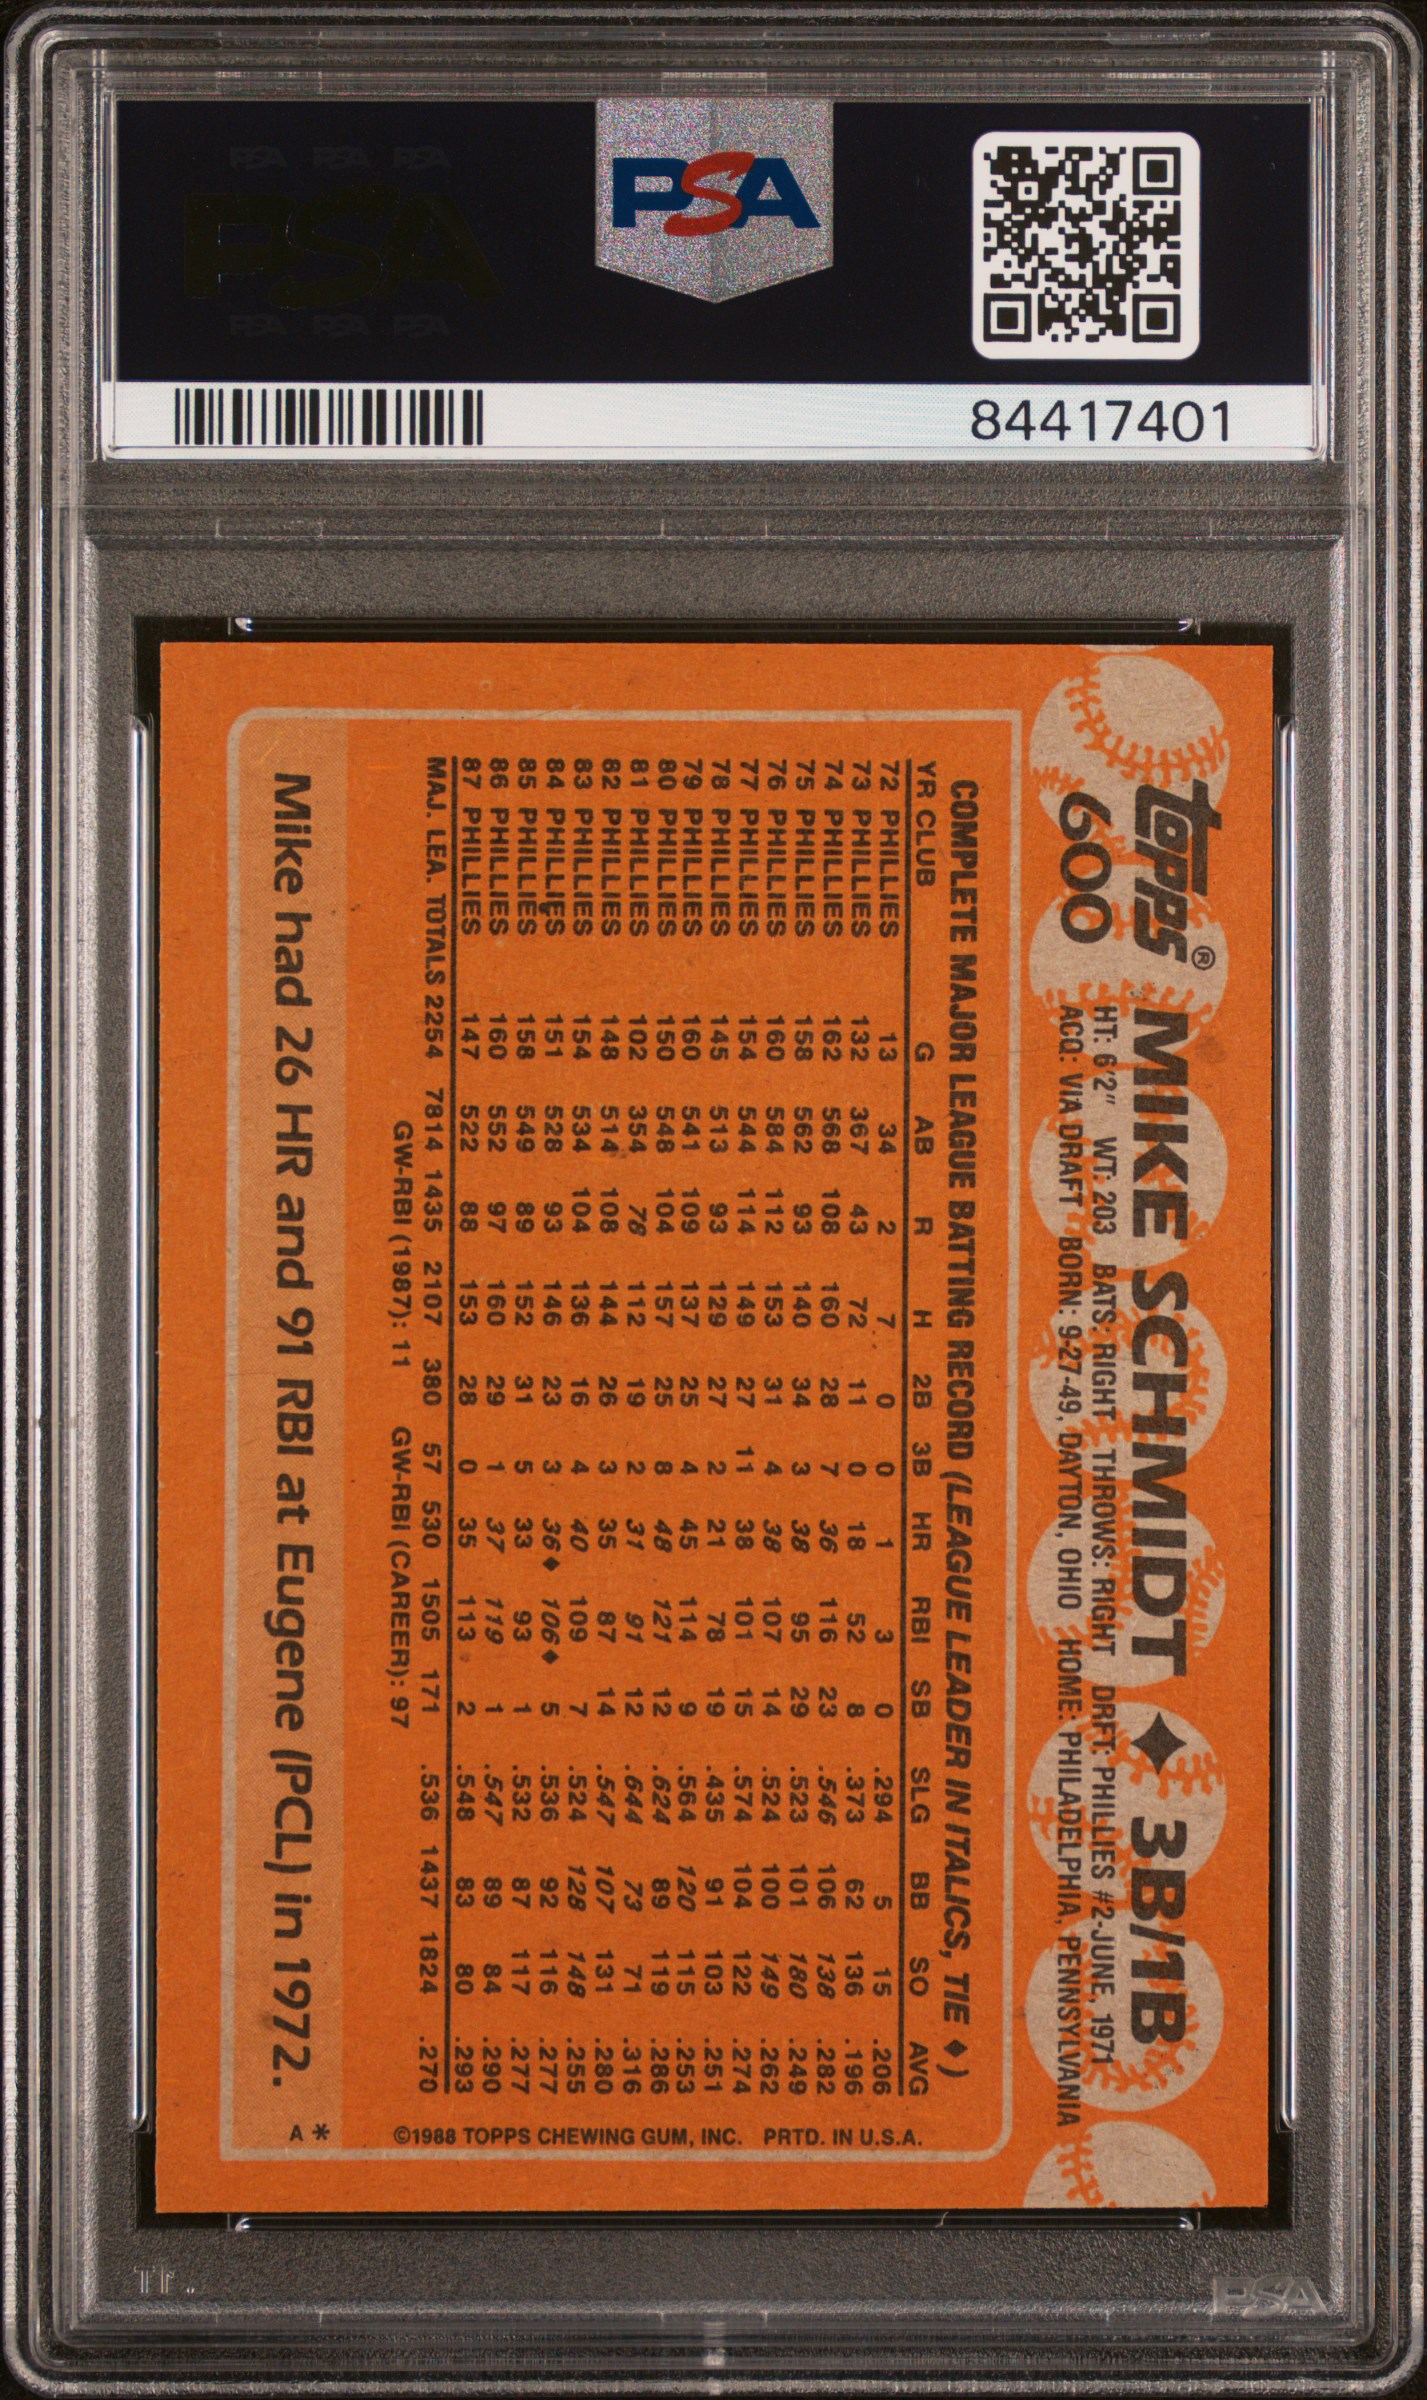 PSA PSA PSA
PSA
PSA PSA PSA
PSA
84417401
topps® MIKE SCHMIDT ♦ 3B/1B
600
HT: 6'2" WT: 203 BATS: RIGHT THROWS: RIGHT DRFT: PHILLIES #2-JUNE, 1971
ACQ: VIA DRAFT BORN: 9-27-49, DAYTON, OHIO HOME: PHILADELPHIA, PENNSYLVANIA
COMPLETE MAJOR LEAGUE BATTING RECORD (LEAGUE LEADER IN ITALICS, TIE ♦)
YR CLUB G AB R H 2B 3B HR RBI SB SLG BB SO AVG
72 PHILLIES 13 34 2 7 0 0 1 3 0 .294 5 15 .206
73 PHILLIES 132 367 43 72 11 0 18 52 8 .373 62 136 .196
74 PHILLIES 162 568 108 160 28 7 36 116 23 .546 106 138 .282
75 PHILLIES 158 562 93 140 34 3 38 95 29 .523 101 180 .249
76 PHILLIES 160 584 112 153 31 4 38 107 14 .524 100 149 .262
77 PHILLIES 154 544 114 149 27 11 38 101 15 .574 104 122 .274
78 PHILLIES 145 513 93 129 27 2 21 78 19 .435 91 103 .251
79 PHILLIES 160 541 109 137 25 4 45 114 9 .564 120 115 .253
80 PHILLIES 150 548 104 157 25 8 48 121 12 .624 89 119 .286
81 PHILLIES 102 354 78 112 19 2 31 91 12 .644 73 71 .316
82 PHILLIES 148 514 108 144 26 3 35 87 14 .547 107 131 .280
83 PHILLIES 154 534 104 136 16 4 40 109 7 .524 128 148 .255
84 PHILLIES 151 528 93 146 23 3 36♦ 106♦ 5 .536 92 116 .277
85 PHILLIES 158 549 89 152 31 5 33 93 1 .532 87 117 .277
86 PHILLIES 160 552 97 160 29 1 37 119 1 .547 89 84 .290
87 PHILLIES 147 522 88 153 28 0 35 113 2 .548 83 80 .293
MAJ. LEA. TOTALS 2254 7814 1435 2107 380 57 530 1505 171 .536 1437 1824 .270
GW-RBI (1987): 11 GW-RBI (CAREER): 97
©1988 TOPPS CHEWING GUM, INC. PRTD. IN U.S.A.
Mike had 26 HR and 91 RBI at Eugene (PCL) in 1972.
A*
PSA